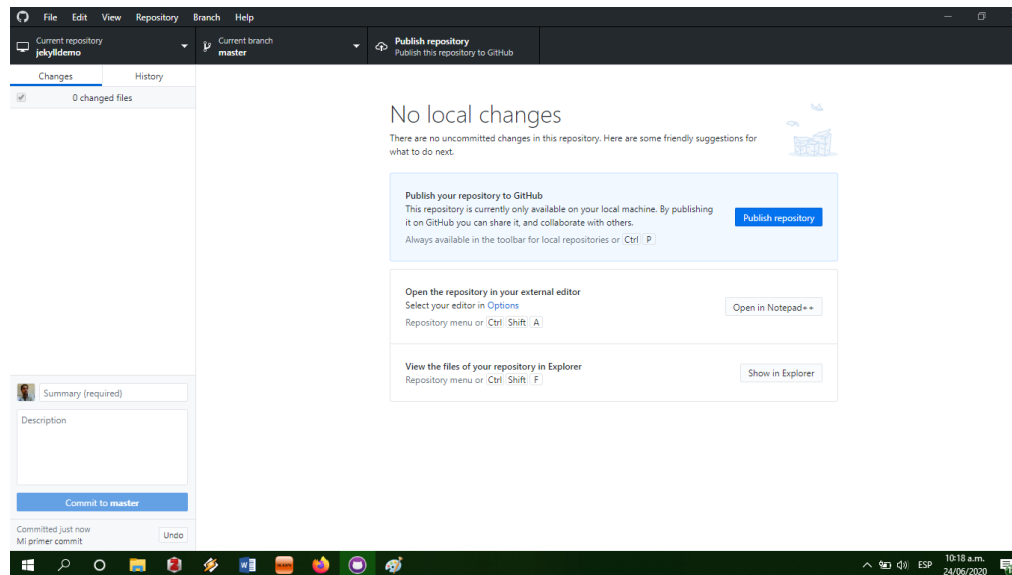 File Edit View Repository Branch Help
Current repository
jekylldemo
Current branch
master
Publish repository
Publish this repository to GitHub
Changes History
0 changed files
No local changes
There are no uncommitted changes in this repository. Here are some friendly suggestions for
what to do next.
Publish your repository to GitHub
This repository is currently only available on your local machine. By publishing
it on GitHub you can share it, and collaborate with others.
Always available in the toolbar for local repositories or Ctrl P
Publish repository
Open the repository in your external editor
Select your editor in Options
Repository menu or Ctrl Shift A
Open in Notepad++
View the files of your repository in Explorer
Repository menu or Ctrl Shift F
Show in Explorer
Summary (required)
Description
Commit to master
Committed just now
Mi primer commit
Undo
ESP
10:18 a.m.
24/06/2020